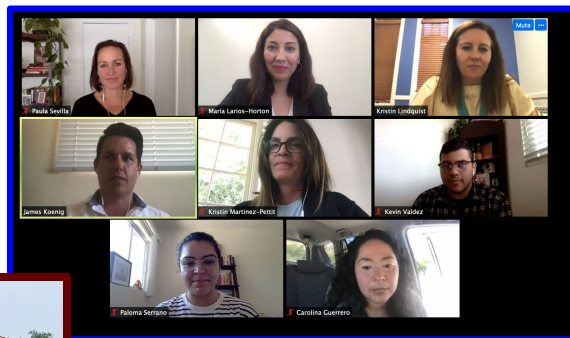 Mute ...
Paula Sevilla
Maria Larios-Horton
Kristin Lindquist
James Koenig
Kristin Martinez-Pettit
Kevin Valdez
Paloma Serrano
Carolina Guerrero